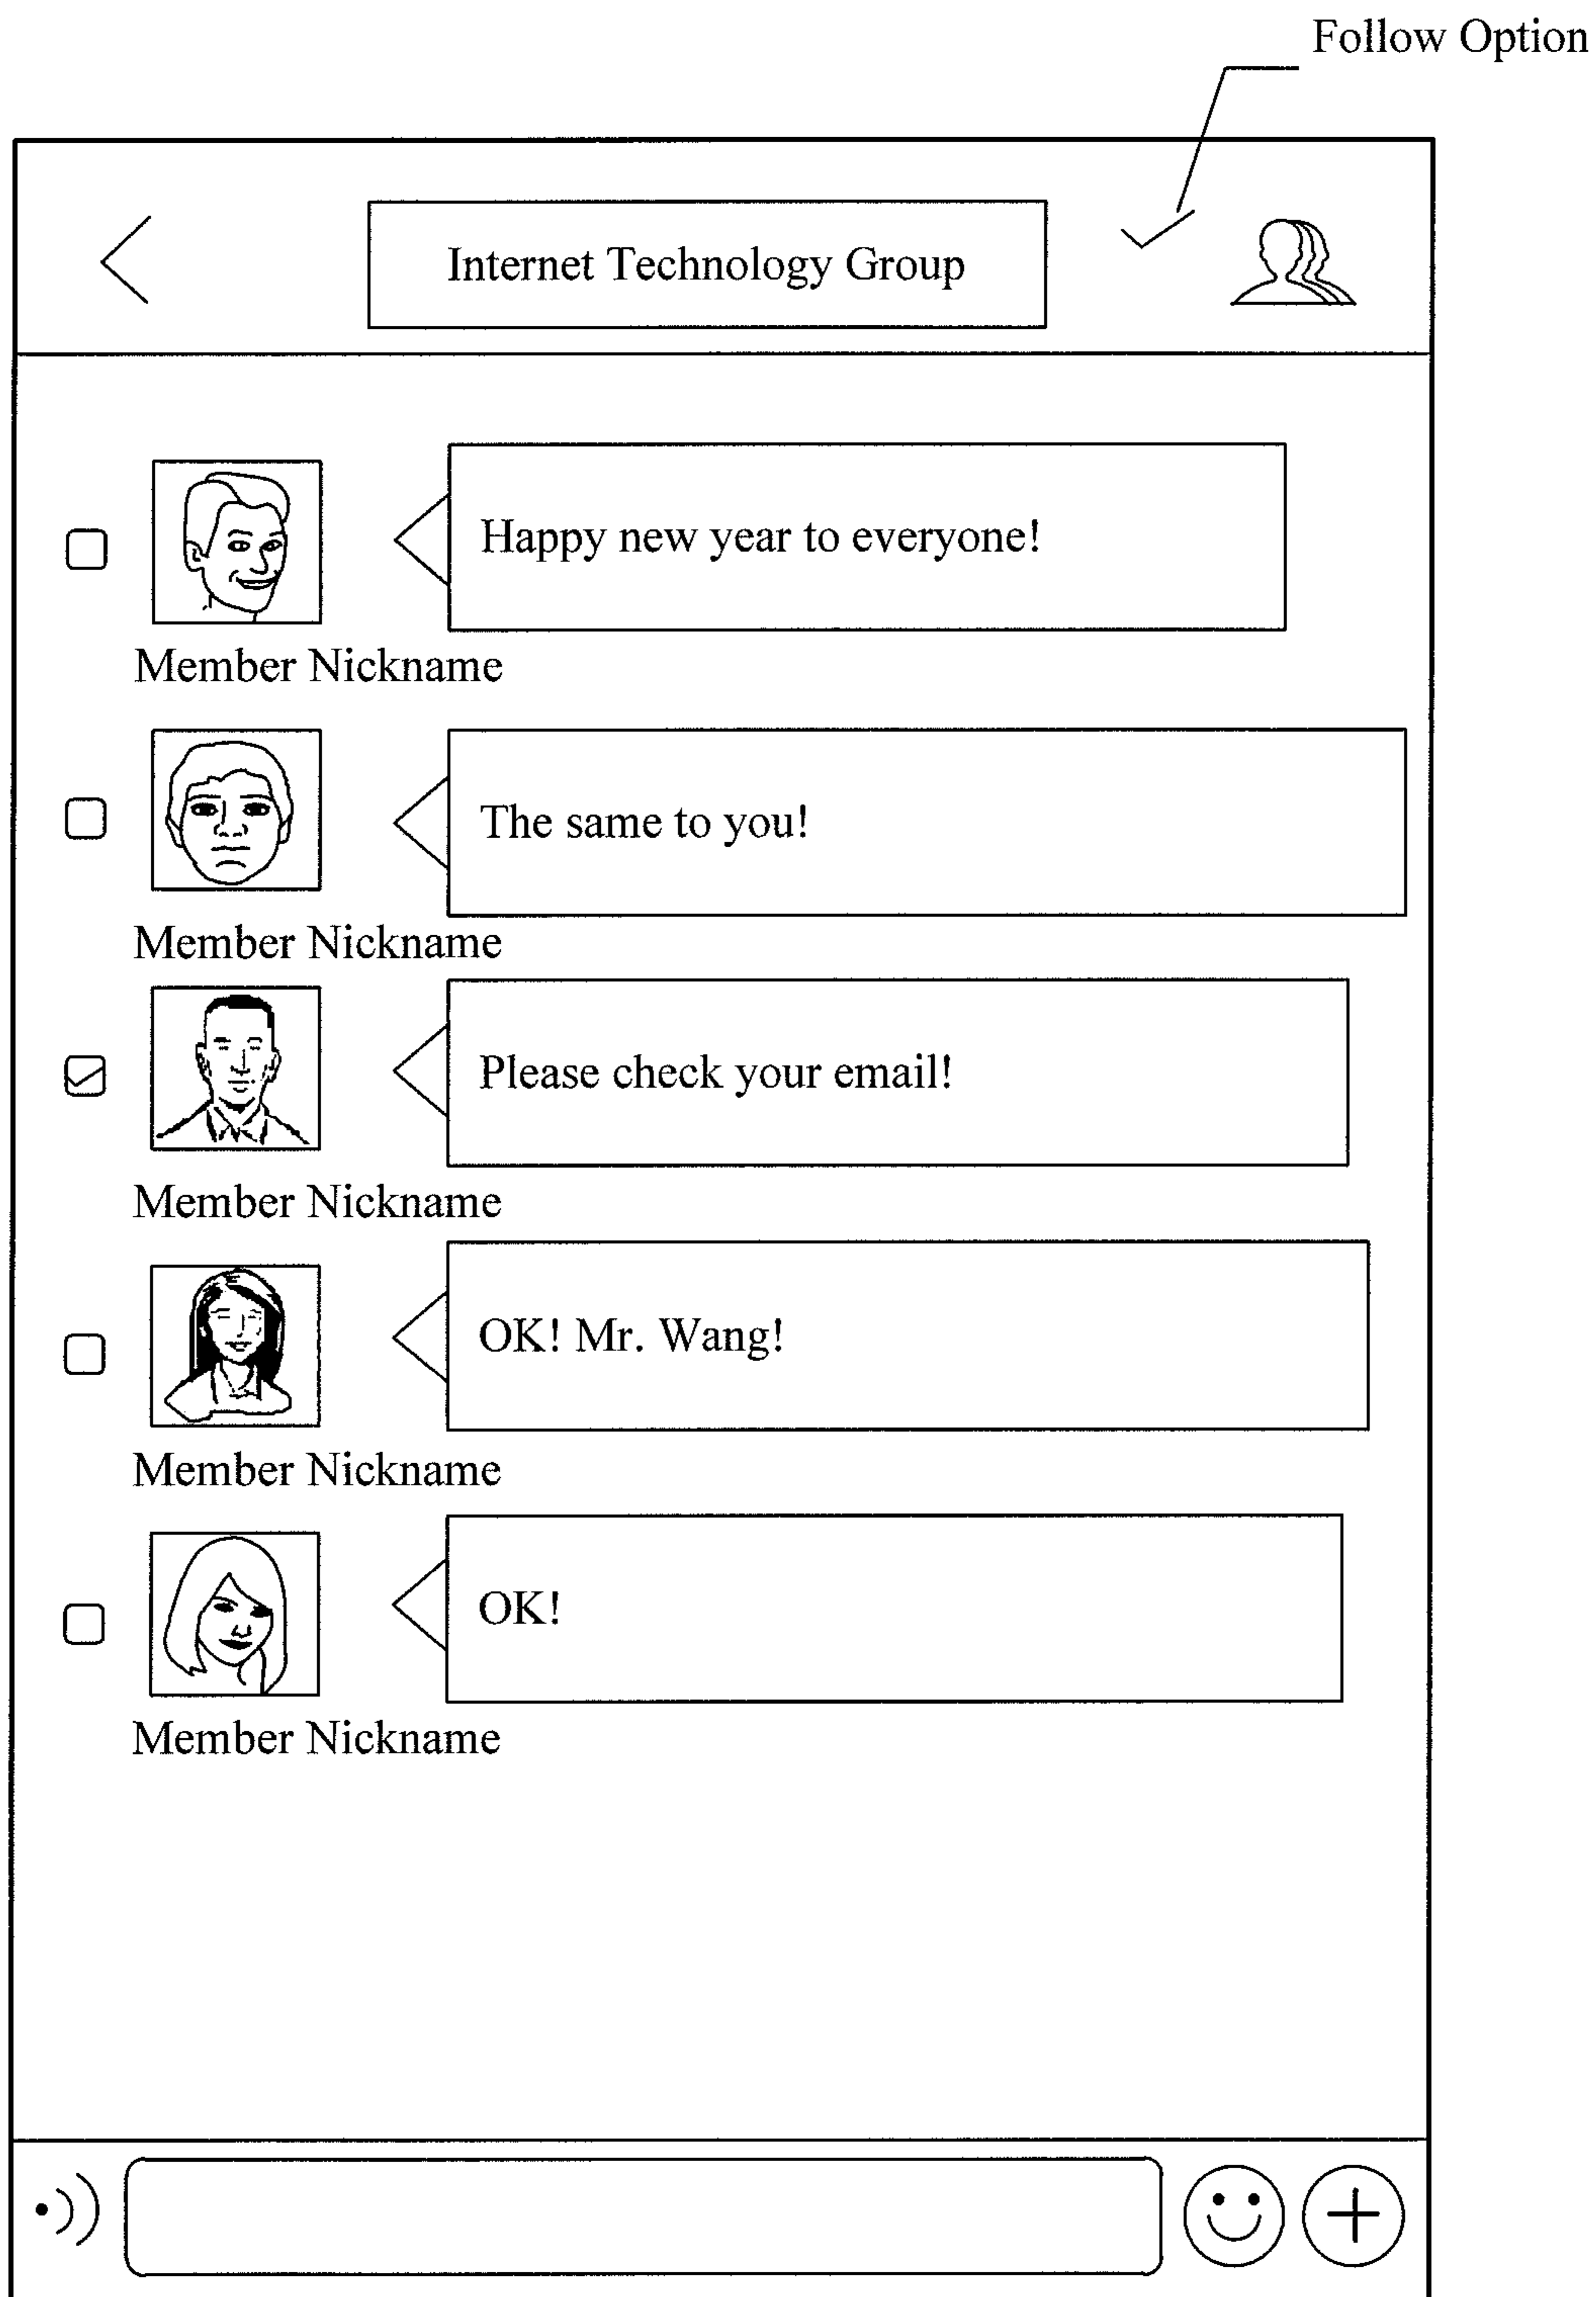 Follow Option
Internet Technology Group
Happy new year to everyone!
Member Nickname
The same to you!
Member Nickname
Please check your email!
Member Nickname
OK! Mr. Wang!
Member Nickname
OK!
Member Nickname